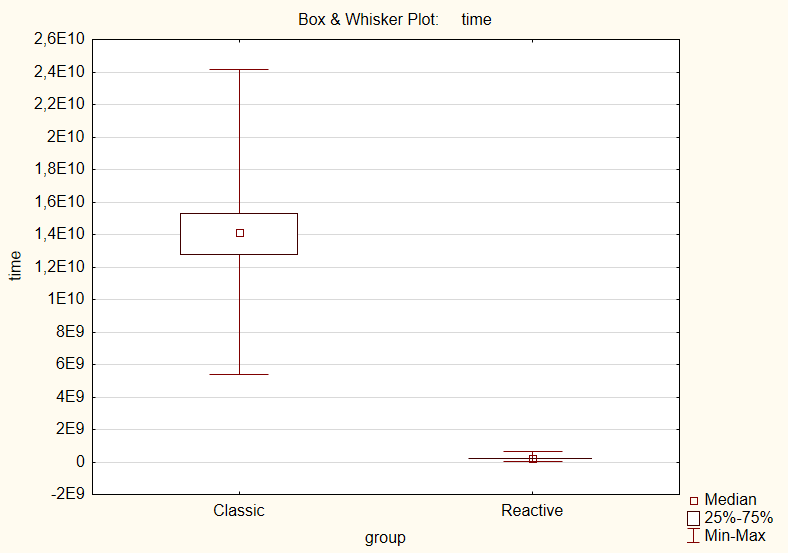 Box & Whisker Plot: time
2,6E10
2,4E10
2,2E10
2E10
1,8E10
1,6E10
1,4E10
1,2E10
1E10
8E9
6E9
4E9
2E9
0
-2E9
time
Classic Reactive
group
Median
25%-75%
Min-Max